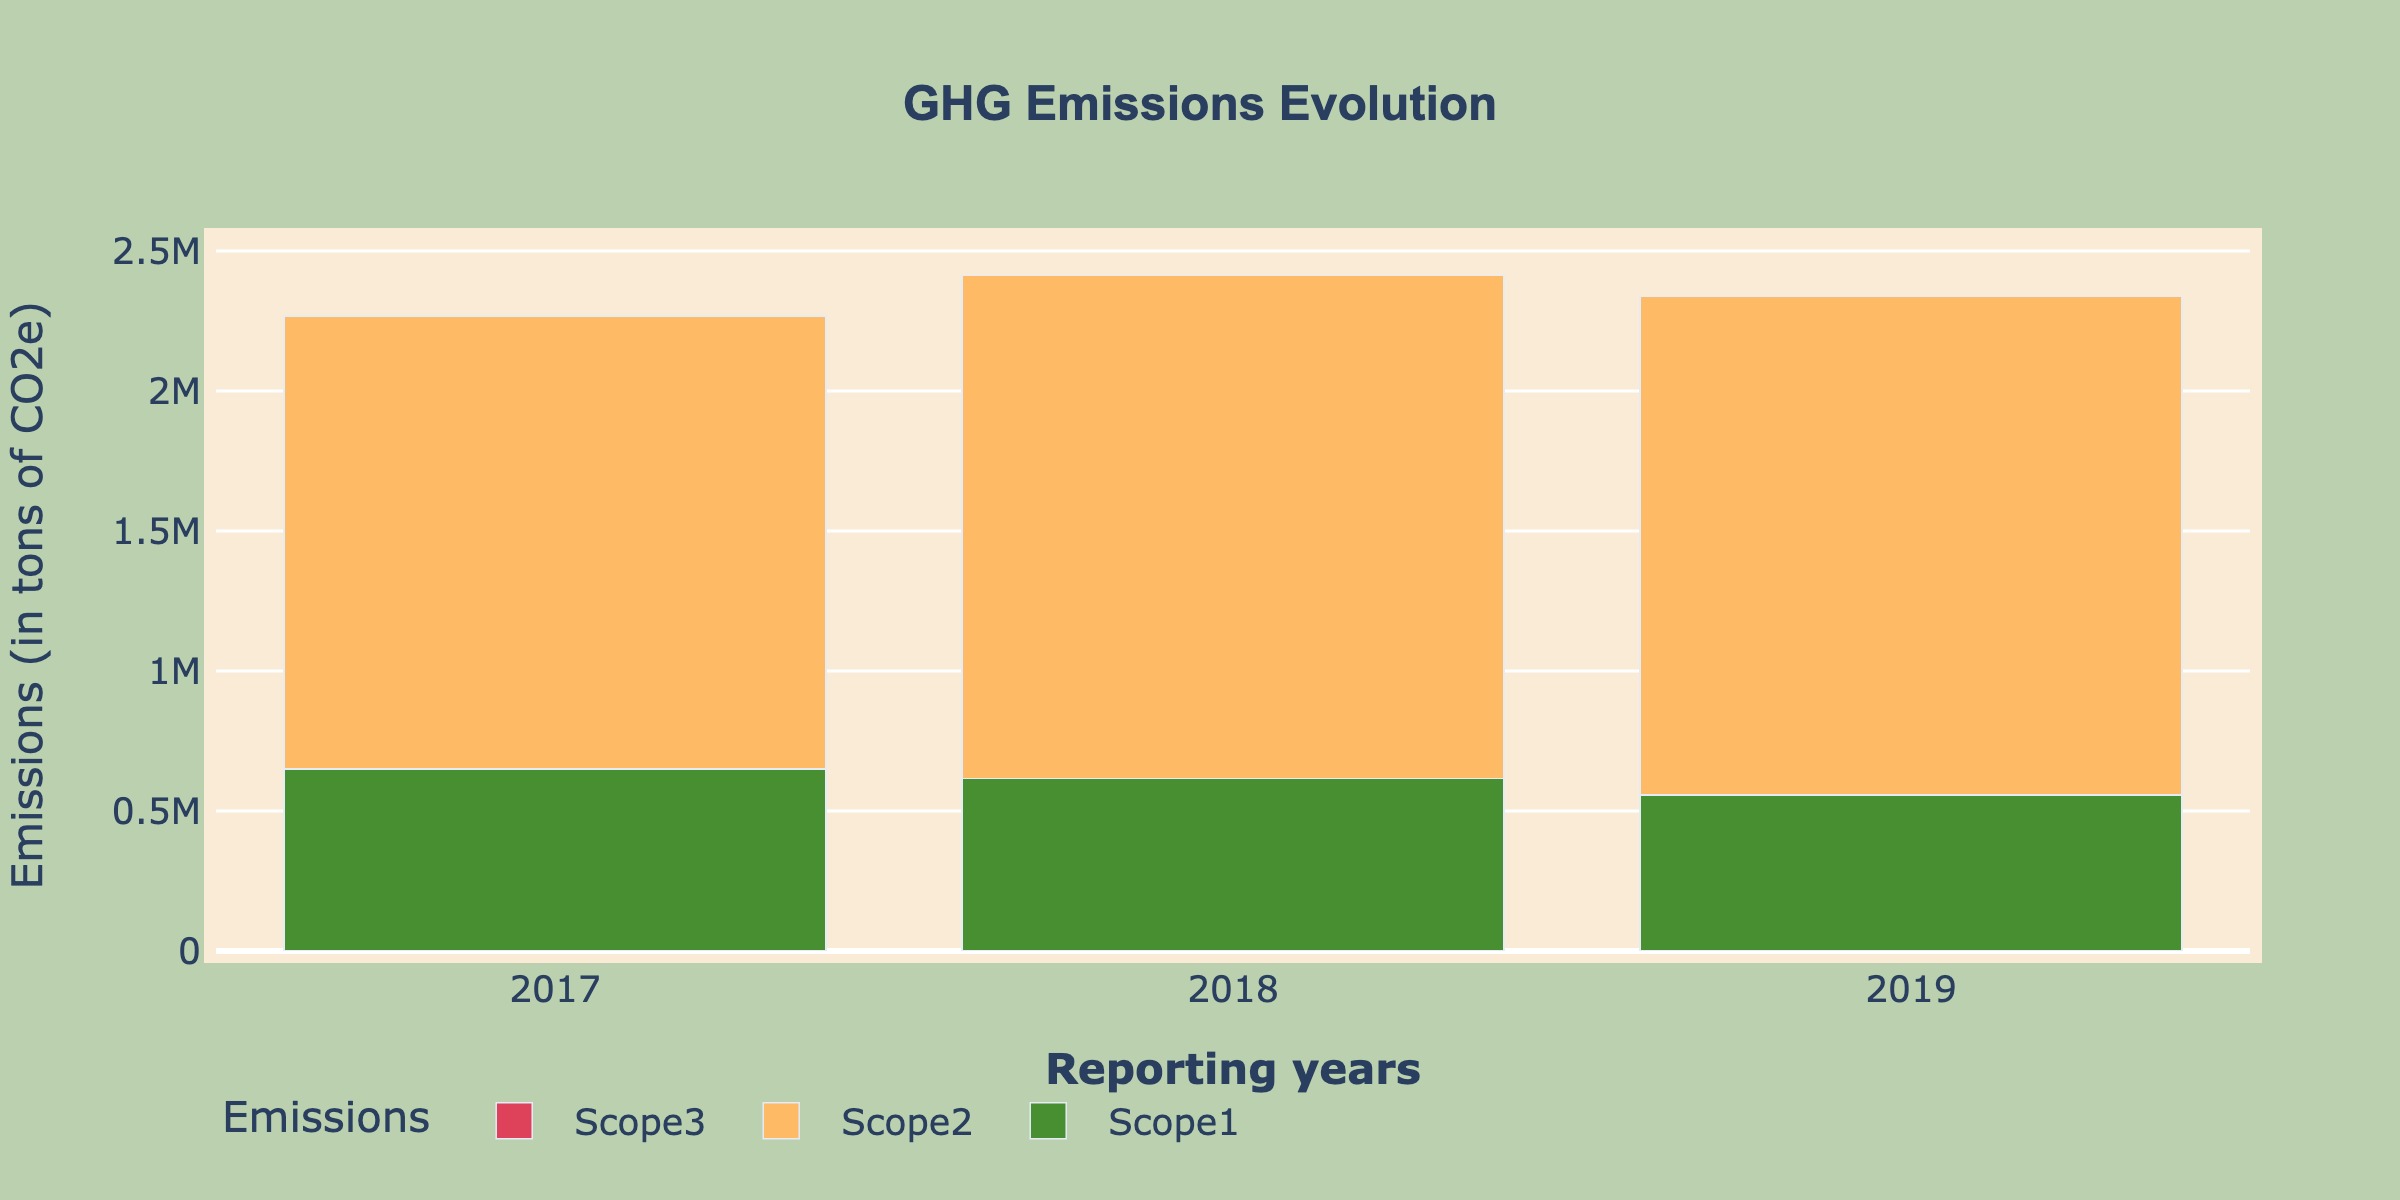 GHG Emissions Evolution
Emissions (in tons of CO2e)
2.5M
2M
1.5M
1M
0.5M
0
2017 2018 2019
Reporting years
Emissions Scope3 Scope2 Scope1